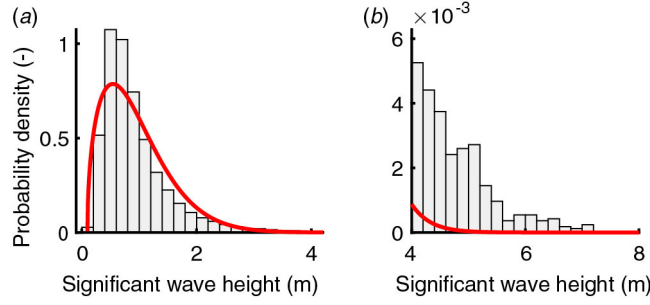 (a)
Probability density (-)
1
0.5
0
0
2
4
Significant wave height (m)
(b)
×10⁻³
6
4
2
0
4
6
8
Significant wave height (m)